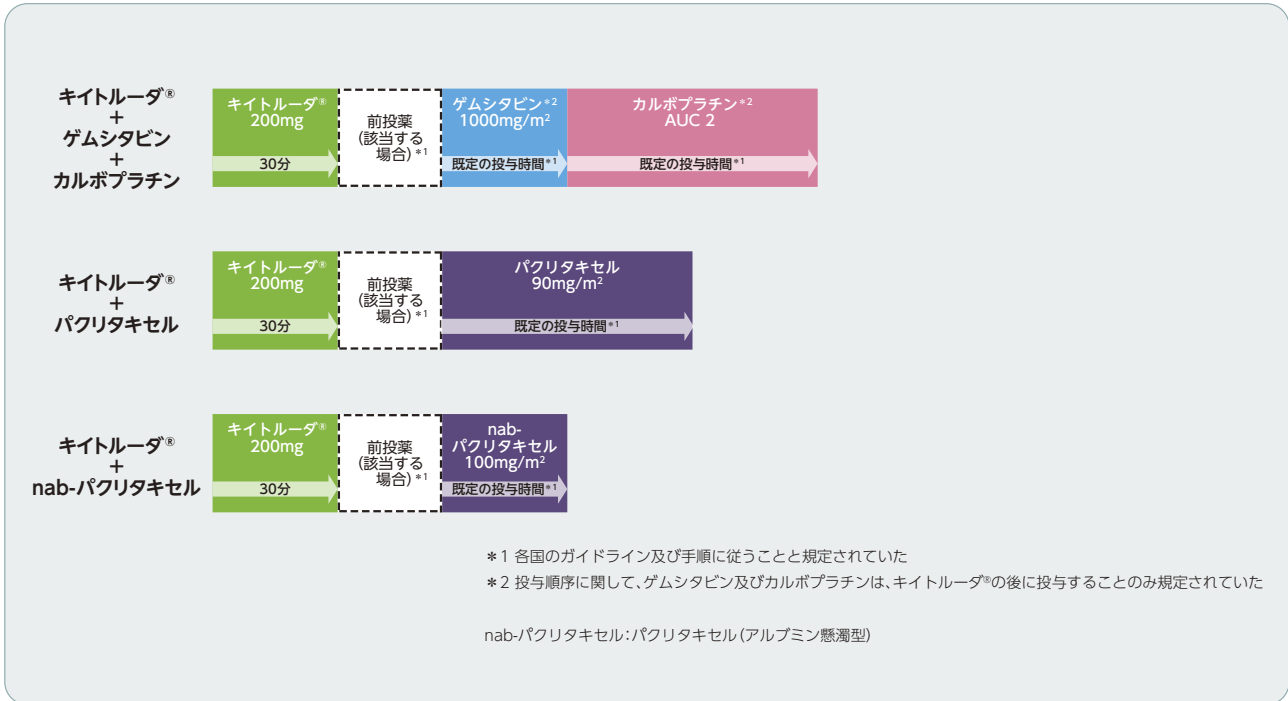 キイトルーダ®
+
ゲムシタビン
+
カルボプラチン
キイトルーダ®
200mg
30分
前投薬
(該当する
場合)*1
ゲムシタビン*2
1000mg/m²
既定の投与時間*1
カルボプラチン*2
AUC 2
既定の投与時間*1
キイトルーダ®
+
パクリタキセル
キイトルーダ®
200mg
30分
前投薬
(該当する
場合)*1
パクリタキセル
90mg/m²
既定の投与時間*1
キイトルーダ®
+
nab-パクリタキセル
キイトルーダ®
200mg
30分
前投薬
(該当する
場合)*1
nab-
パクリタキセル
100mg/m²
既定の投与時間*1
*1 各国のガイドライン及び手順に従うことと規定されていた
*2 投与順序に関して、ゲムシタビン及びカルボプラチンは、キイトルーダ®の後に投与することのみ規定されていた
nab-パクリタキセル:パクリタキセル(アルブミン懸濁型)